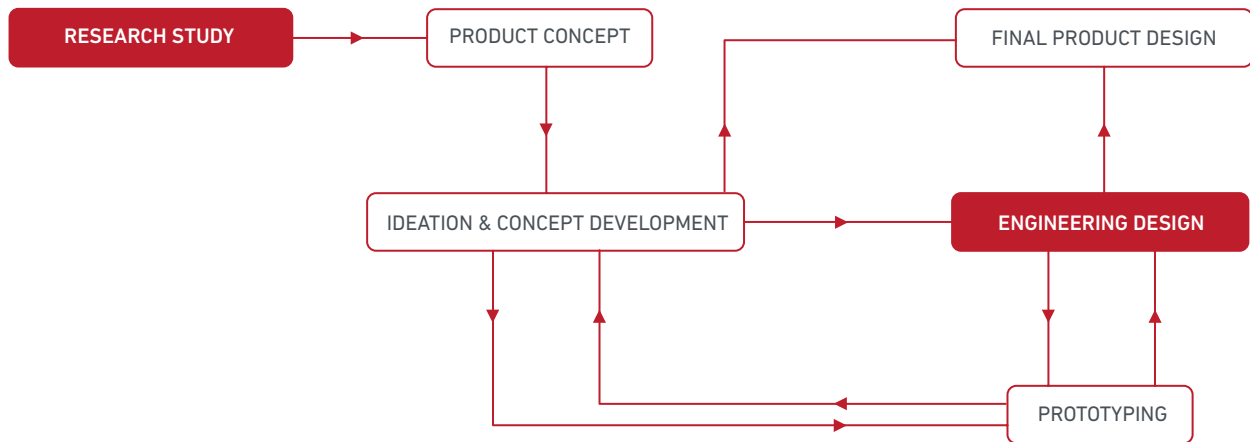 RESEARCH STUDY
PRODUCT CONCEPT
FINAL PRODUCT DESIGN
IDEATION & CONCEPT DEVELOPMENT
ENGINEERING DESIGN
PROTOTYPING